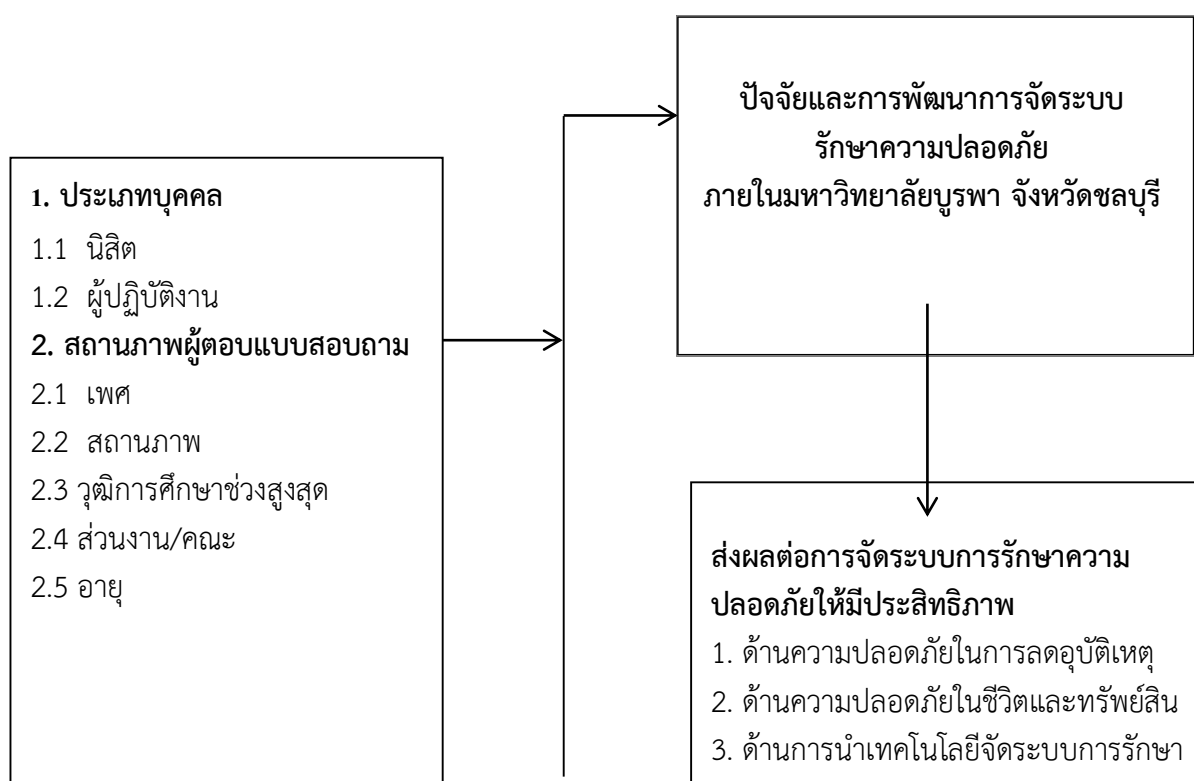 ปัจจัยและการพัฒนาการจัดระบบ
รักษาความปลอดภัย
ภายในมหาวิทยาลัยบูรพา จังหวัดชลบุรี
1. ประเภทบุคคล
1.1 นิสิต
1.2 ผู้ปฏิบัติงาน
2. สถานภาพผู้ตอบแบบสอบถาม
2.1 เพศ
2.2 สถานภาพ
2.3 วุฒิการศึกษาช่วงสูงสุด
2.4 ส่วนงาน/คณะ
2.5 อายุ
ส่งผลต่อการจัดระบบการรักษาความ
ปลอดภัยให้มีประสิทธิภาพ
1. ด้านความปลอดภัยในการลดอุบัติเหตุ
2. ด้านความปลอดภัยในชีวิตและทรัพย์สิน
3. ด้านการนำเทคโนโลยีจัดระบบการรักษา